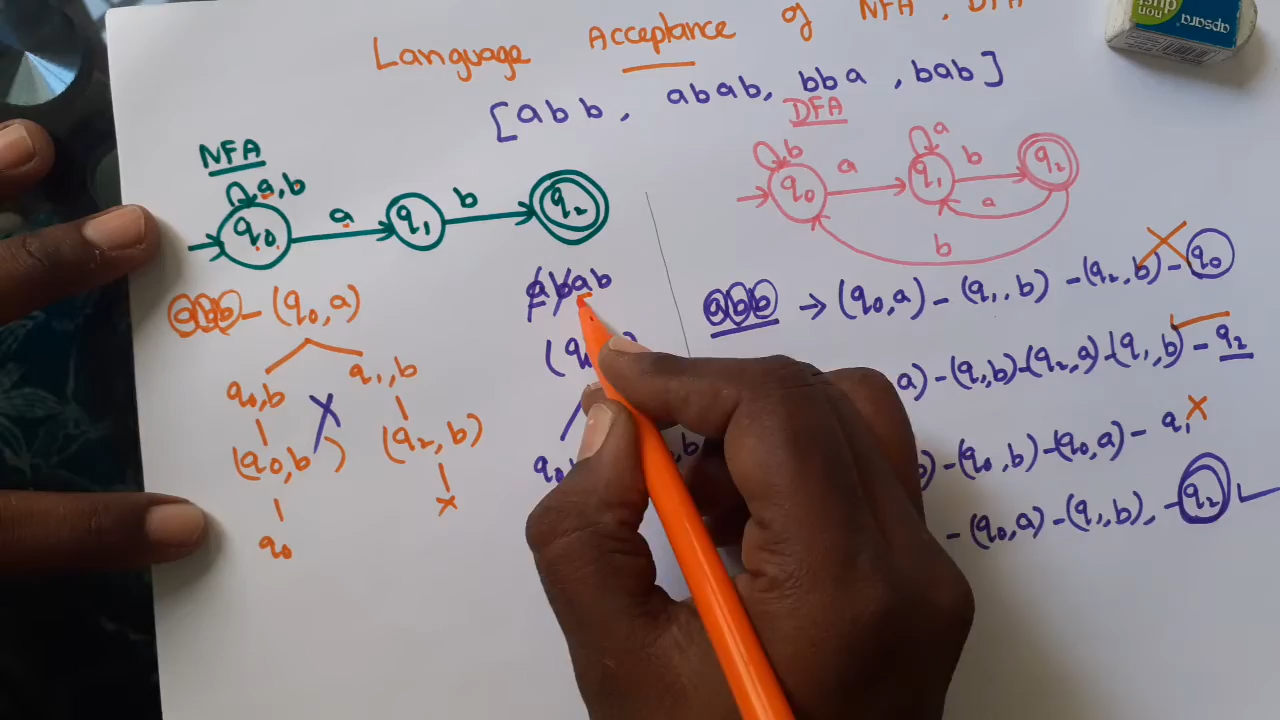 Language Acceptance of NFA, DFA
apsara
[abb, abab, bba, bab]
NFA
a,b
q0
a
q1
b
q2
DFA
b
q0
a
a
q1
b
q2
a
b
abb - (q0,a)
q0,b
q1,b
(q0,b)
(q2,b)
q0
x
abab
abb → (q0,a) - (q1,b) - (q2,b) - q0
a) - (q1,b) - (q2,a) - (q1,b) - q2
b) - (q0,b) - (q0,a) - q1 x
- (q0,a) - (q1,b), - q2 ✓